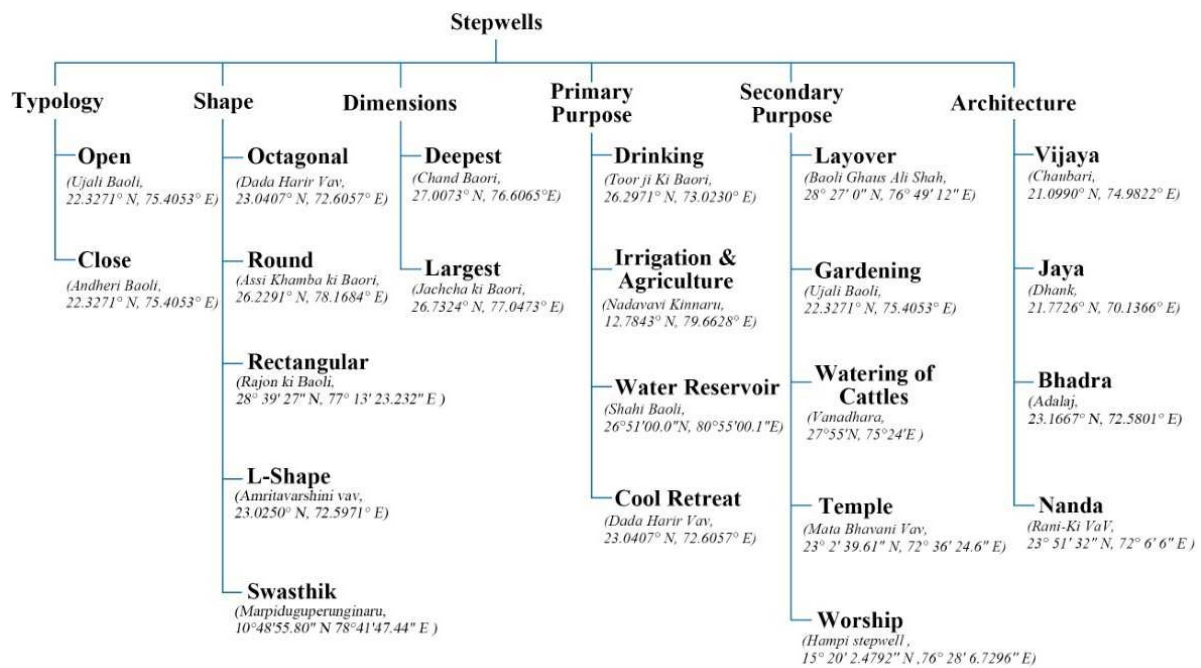 Stepwells
Typology
Open
(Ujali Baoli,
22.3271° N, 75.4053° E)
Close
(Andheri Baoli,
22.3271° N, 75.4053° E)
Shape
Octagonal
(Dada Harir Vav,
23.0407° N, 72.6057° E)
Round
(Assi Khamba ki Baori,
26.2291° N, 78.1684° E)
Rectangular
(Rajon ki Baoli,
28° 39' 27" N, 77° 13' 23.232" E )
L-Shape
(Amritavarshini vav,
23.0250° N, 72.5971° E)
Swasthik
(Marpiduguperunginaru,
10°48'55.80" N 78°41'47.44" E )
Dimensions
Deepest
(Chand Baori,
27.0073° N, 76.6065°E)
Largest
(Jachcha ki Baori,
26.7324° N, 77.0473° E)
Primary
Purpose
Drinking
(Toor ji Ki Baori,
26.2971° N, 73.0230° E)
Irrigation &
Agriculture
(Nadavavi Kinnaru,
12.7843° N, 79.6628° E)
Water Reservoir
(Shahi Baoli,
26°51'00.0"N, 80°55'00.1"E)
Cool Retreat
(Dada Harir Vav,
23.0407° N, 72.6057° E)
Secondary
Purpose
Layover
(Baoli Ghaus Ali Shah,
28° 27' 0" N, 76° 49' 12" E)
Gardening
(Ujali Baoli,
22.3271° N, 75.4053° E)
Watering of
Cattles
(Vanadhara,
27°55'N, 75°24'E )
Temple
(Mata Bhavani Vav,
23° 2' 39.61" N, 72° 36' 24.6" E)
Worship
(Hampi stepwell ,
15° 20' 2.4792" N ,76° 28' 6.7296" E)
Architecture
Vijaya
(Chaubari,
21.0990° N, 74.9822° E)
Jaya
(Dhank,
21.7726° N, 70.1366° E)
Bhadra
(Adalaj,
23.1667° N, 72.5801° E)
Nanda
(Rani-Ki VaV,
23° 51' 32" N, 72° 6' 6" E )